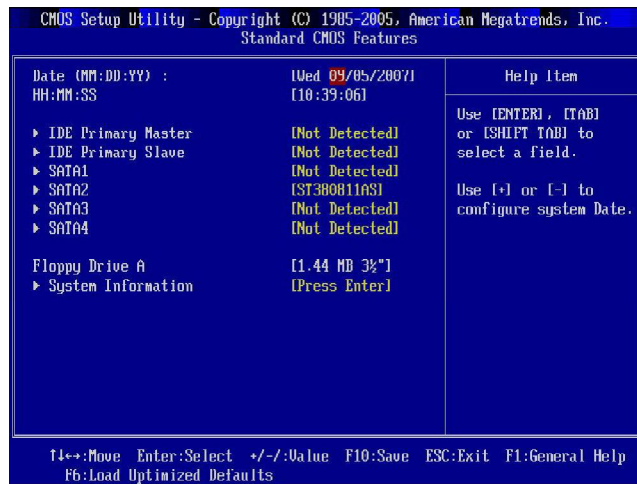 CMOS Setup Utility - Copyright (C) 1985-2005, American Megatrends, Inc.
Standard CMOS Features
Date (MM:DD:YY) : [Wed 09/05/2007]
HH:MM:SS [10:39:06]
▶ IDE Primary Master [Not Detected]
▶ IDE Primary Slave [Not Detected]
▶ SATA1 [Not Detected]
▶ SATA2 [ST380811AS]
▶ SATA3 [Not Detected]
▶ SATA4 [Not Detected]
Floppy Drive A [1.44 MB 3½"]
▶ System Information [Press Enter]
Help Item
Use [ENTER], [TAB]
or [SHIFT TAB] to
select a field.
Use [+] or [-] to
configure system Date.
↑↓←→:Move Enter:Select +/-/:Value F10:Save ESC:Exit F1:General Help
F6:Load Optimized Defaults